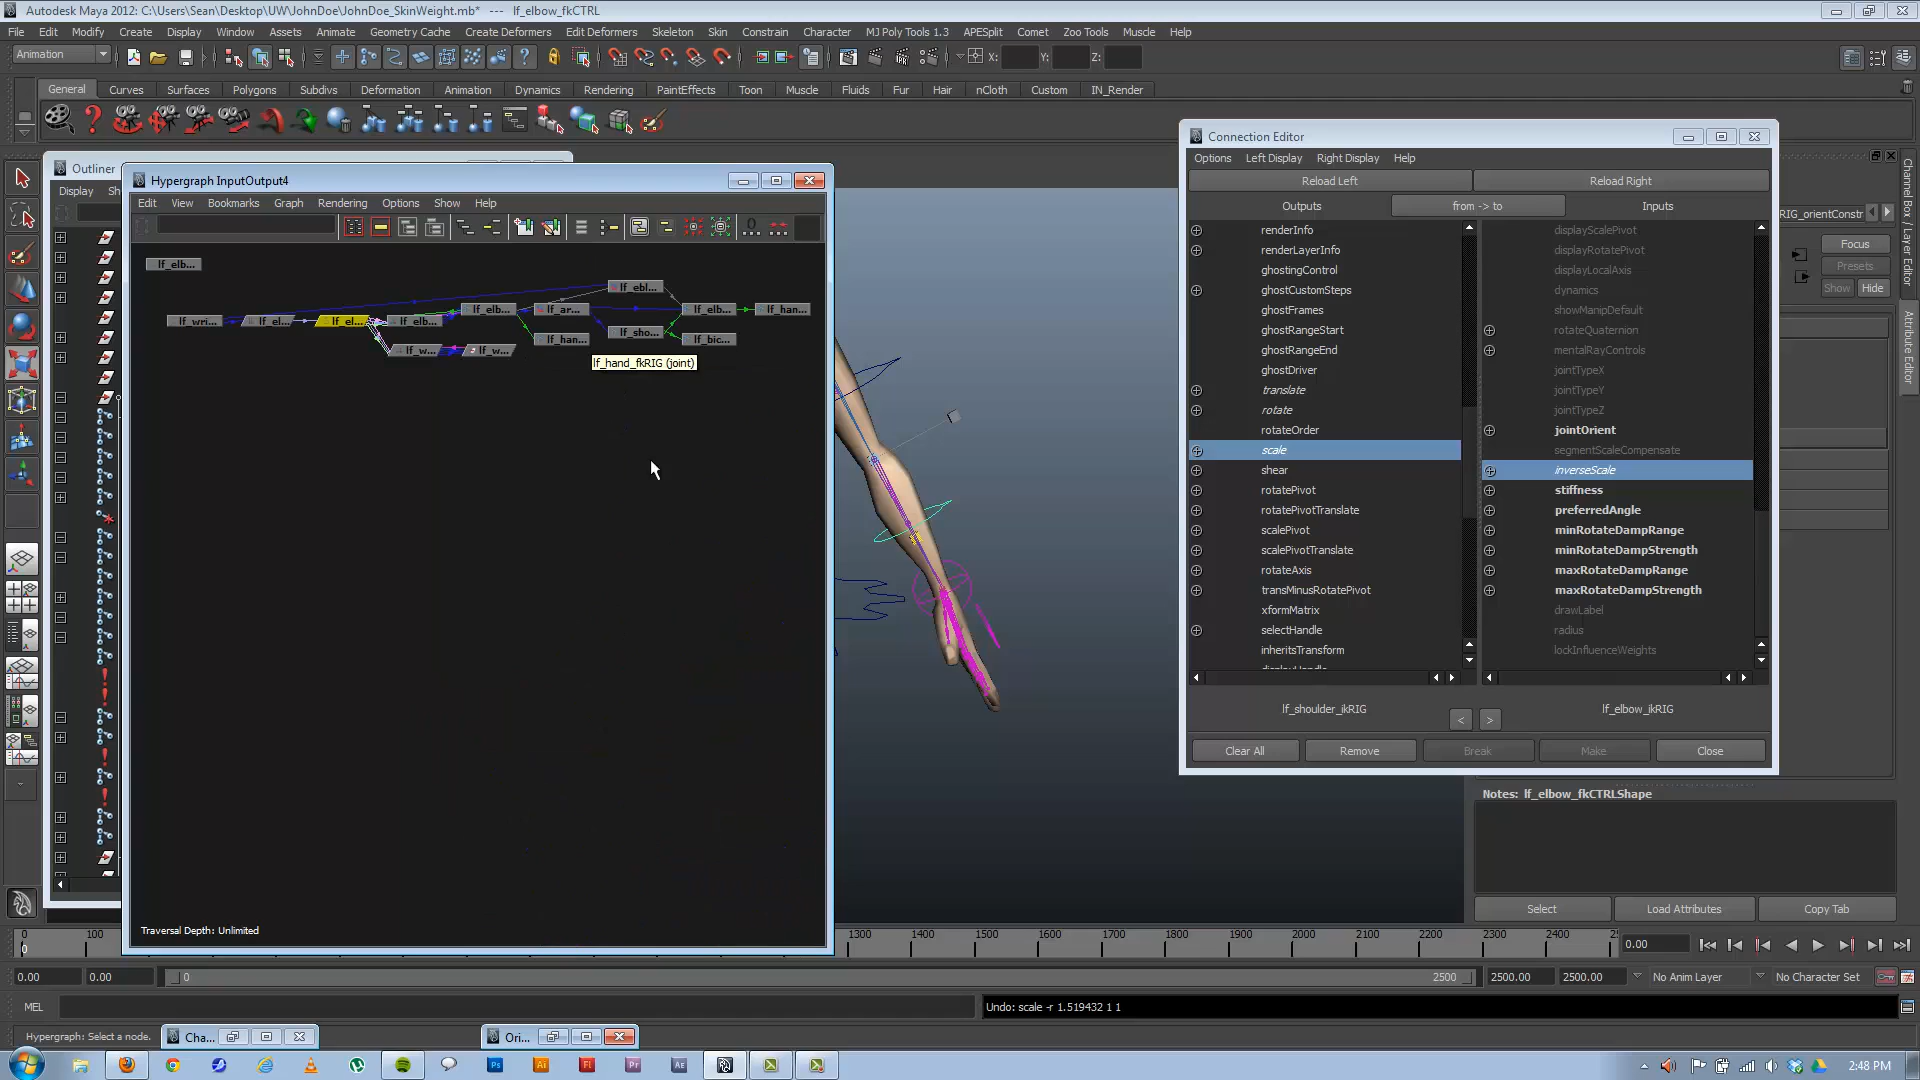 Autodesk Maya 2012: C:\Users\Sean\Desktop\UW\JohnDoe\JohnDoe_SkinWeight.mb* --- lf_elbow_fkCTRL
File Edit Modify Create Display Window Assets Animate Geometry Cache Create Deformers Edit Deformers Skeleton Skin Constrain Character MJ Poly Tools 1.3 APESplit Comet Zoo Tools Muscle Help
Animation X: Y: Z:
General Curves Surfaces Polygons Subdivs Deformation Animation Dynamics Rendering PaintEffects Toon Muscle Fluids Fur Hair nCloth Custom IN_Render
Outliner
Display
Hypergraph InputOutput4
Edit View Bookmarks Graph Rendering Options Show Help
lf_elb...
lf_ebl...
lf_elb... lf_ar... lf_elb... lf_han...
lf_wri... lf_el... lf_el... lf_elb... lf_sho...
lf_han... lf_bic...
lf_w... lf_w...
lf_hand_fkRIG (joint)
Traversal Depth: Unlimited
Connection Editor
Options Left Display Right Display Help
Reload Left Reload Right
Outputs from -> to Inputs
renderInfo displayScalePivot
renderLayerInfo displayRotatePivot
ghostingControl displayLocalAxis
ghostCustomSteps dynamics
ghostFrames showManipDefault
ghostRangeStart rotateQuaternion
ghostRangeEnd mentalRayControls
ghostDriver jointTypeX
translate jointTypeY
rotate jointTypeZ
rotateOrder jointOrient
scale segmentScaleCompensate
shear inverseScale
rotatePivot stiffness
rotatePivotTranslate preferredAngle
scalePivot minRotateDampRange
scalePivotTranslate minRotateDampStrength
rotateAxis maxRotateDampRange
transMinusRotatePivot maxRotateDampStrength
xformMatrix drawLabel
selectHandle radius
inheritsTransform lockInfluenceWeights
lf_shoulder_ikRIG lf_elbow_ikRIG
< >
Clear All Remove Break Make Close
RIG_orientConstr
Focus
Presets
Show Hide
Channel Box / Layer Editor
Attribute Editor
Notes: lf_elbow_fkCTRLShape
Select Load Attributes Copy Tab
0 100 1300 1400 1500 1600 1700 1800 1900 2000 2100 2200 2300 2400 0.00
0.00 0.00 0 2500 2500.00 2500.00 No Anim Layer No Character Set
MEL Undo: scale -r 1.519432 1 1
Hypergraph: Select a node. Cha... Ori...
Ps Ai Fl Pr Ae 2:48 PM